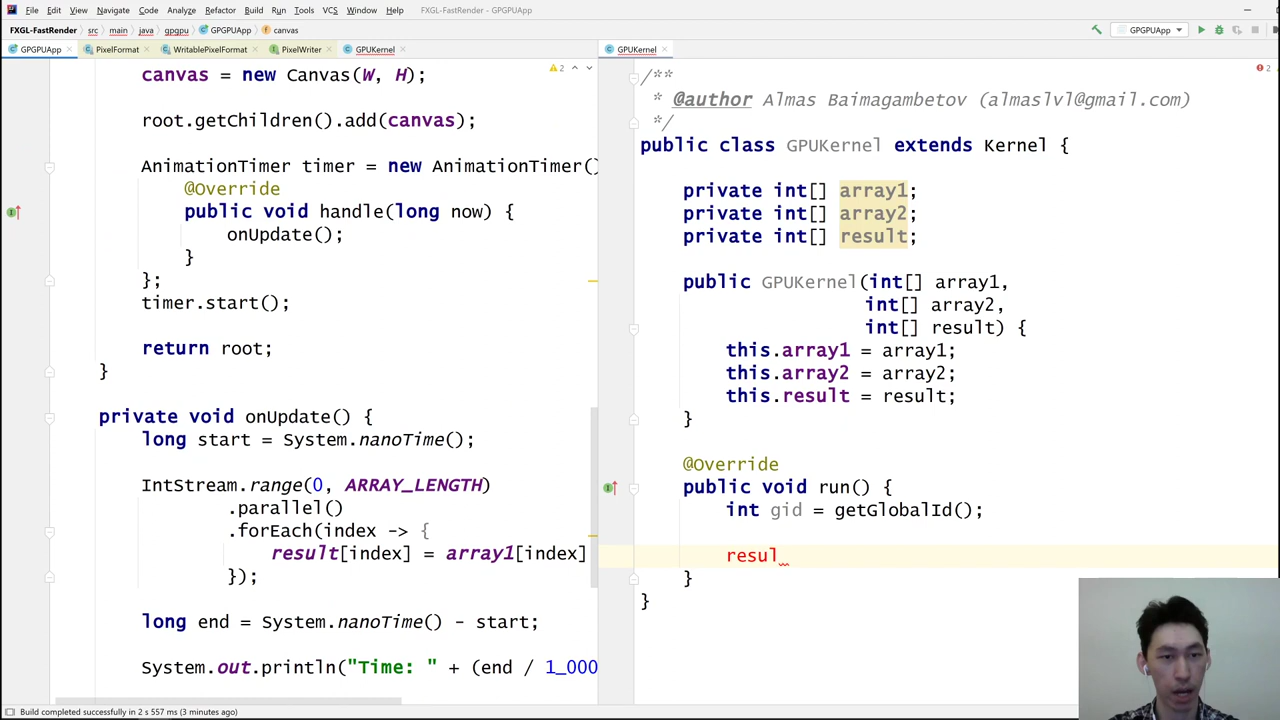 File Edit View Navigate Code Analyze Refactor Build Run Tools VCS Window Help FXGL-FastRender - GPGPUApp
FXGL-FastRender src main java gpgpu GPGPUApp canvas GPGPUApp
GPGPUApp PixelFormat WritablePixelFormat PixelWriter GPUKernel
canvas = new Canvas(W, H);
2
root.getChildren().add(canvas);
AnimationTimer timer = new AnimationTimer()
@Override
public void handle(long now) {
onUpdate();
}
};
timer.start();
return root;
}
private void onUpdate() {
long start = System.nanoTime();
IntStream.range(0, ARRAY_LENGTH)
.parallel()
.forEach(index -> {
result[index] = array1[index]
});
long end = System.nanoTime() - start;
System.out.println("Time: " + (end / 1_000
GPUKernel
/**
2
* @author Almas Baimagambetov (almaslvl@gmail.com)
*/
public class GPUKernel extends Kernel {
private int[] array1;
private int[] array2;
private int[] result;
public GPUKernel(int[] array1,
int[] array2,
int[] result) {
this.array1 = array1;
this.array2 = array2;
this.result = result;
}
@Override
public void run() {
int gid = getGlobalId();
resul
}
}
Build completed successfully in 2 s 557 ms (3 minutes ago)